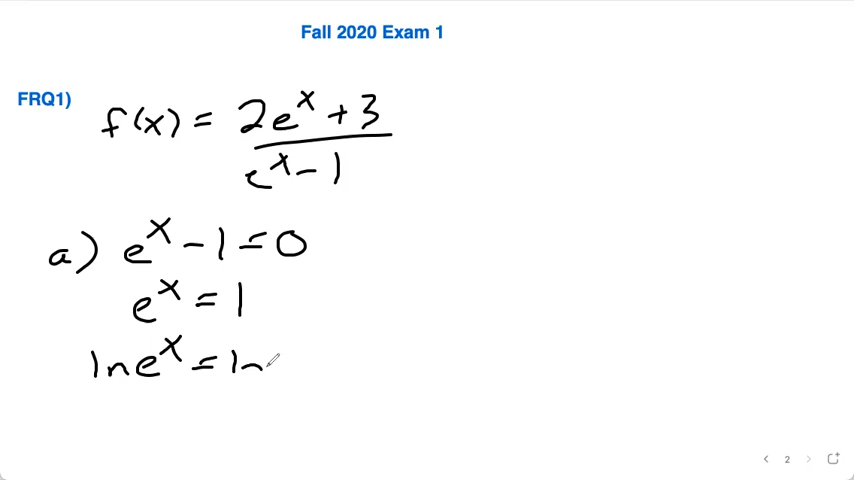 Fall 2020 Exam 1
FRQ1) f(x) = (2e^x + 3)/(e^x - 1)
a) e^x - 1 = 0
e^x = 1
ln e^x = ln
2